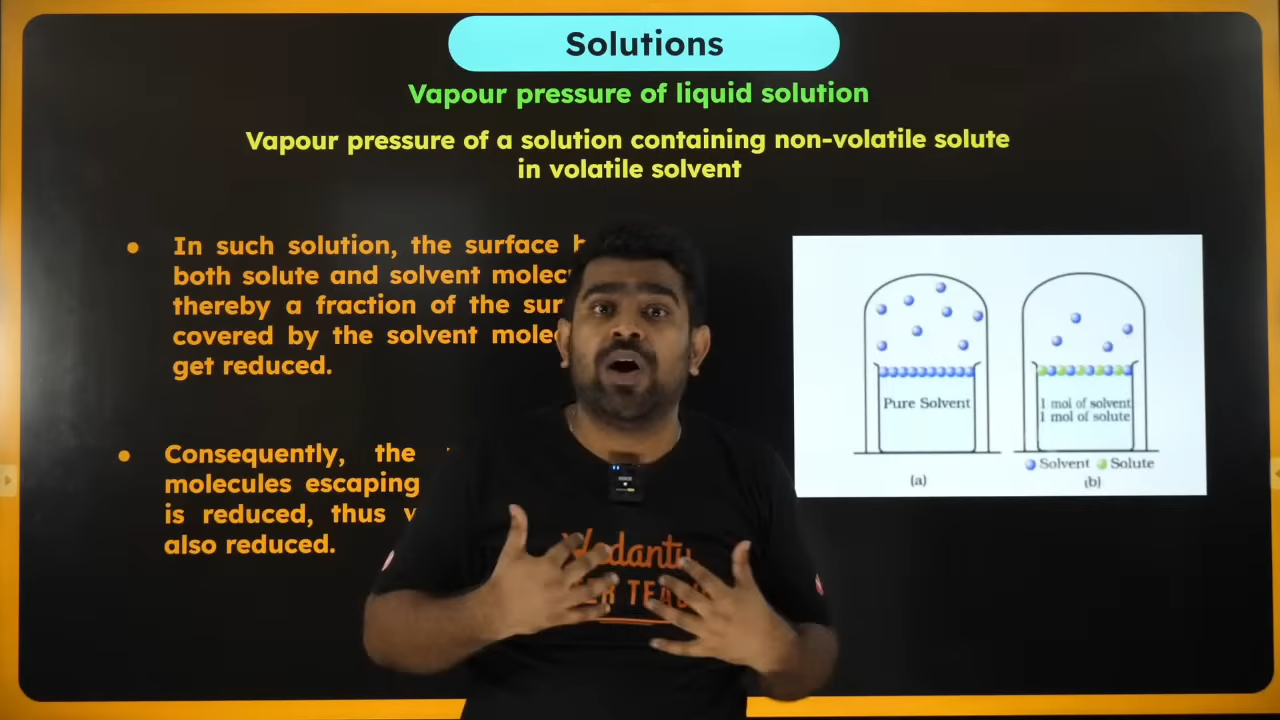 Solutions
Vapour pressure of liquid solution
Vapour pressure of a solution containing non-volatile solute
in volatile solvent
• In such solution, the surface
both solute and solvent
thereby a fraction of the
covered by the solvent
get reduced.
• Consequently, the
molecules escaping
is reduced, thus
also reduced.
Pure Solvent
1 mol of solvent
1 mol of solute
Solvent Solute
(a)
(b)